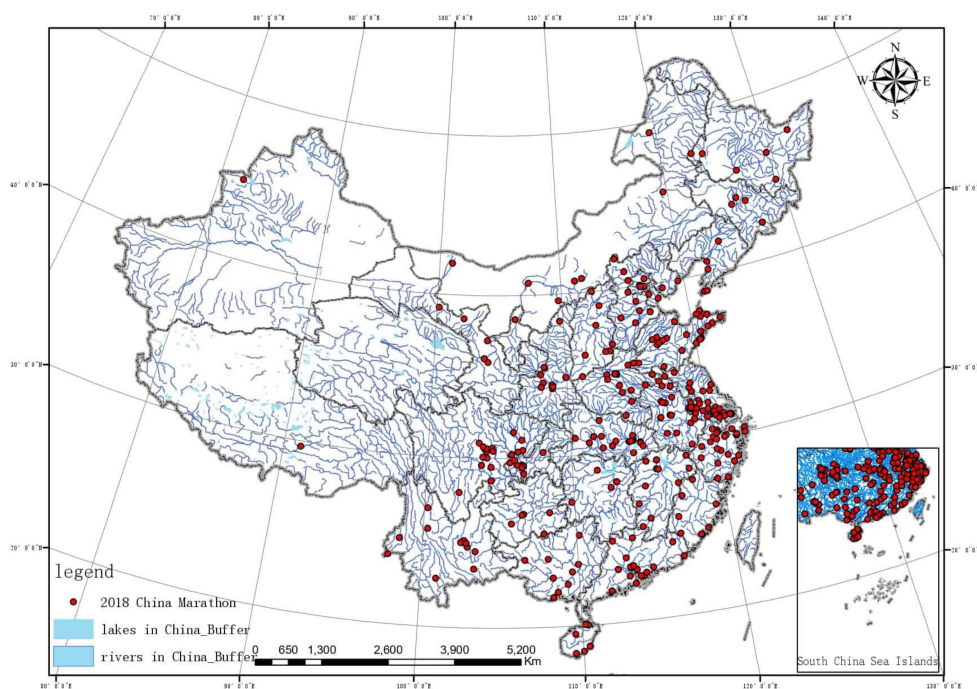 70° 0′0″E 80° 0′0″E 90° 0′0″E 100° 0′0″E 110° 0′0″E 120° 0′0″E 130° 0′0″E 140° 0′0″E
N
W E
S
40° 0′0″N 40° 0′0″N
30° 0′0″N 30° 0′0″N
20° 0′0″N 20° 0′0″N
legend
2018 China Marathon
lakes in China_Buffer
rivers in China_Buffer
0 650 1,300 2,600 3,900 5,200
Km
South China Sea Islands
80° 0′0″E 90° 0′0″E 100° 0′0″E 110° 0′0″E 120° 0′0″E 130° 0′0″E